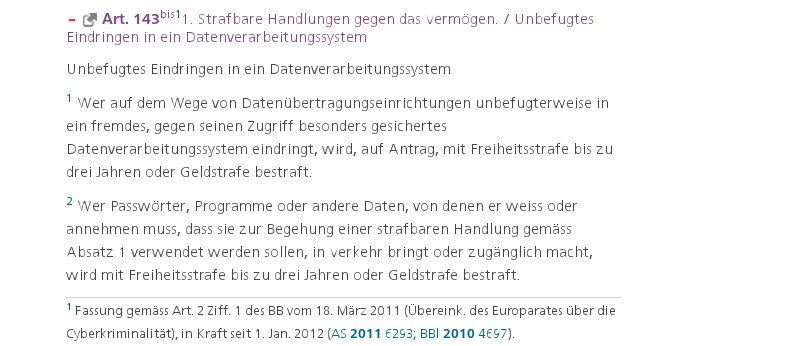 – Art. 143bis1 1. Strafbare Handlungen gegen das Vermögen. / Unbefugtes
Eindringen in ein Datenverarbeitungssystem
Unbefugtes Eindringen in ein Datenverarbeitungssystem
1 Wer auf dem Wege von Datenübertragungseinrichtungen unbefugterweise in
ein fremdes, gegen seinen Zugriff besonders gesichertes
Datenverarbeitungssystem eindringt, wird, auf Antrag, mit Freiheitsstrafe bis zu
drei Jahren oder Geldstrafe bestraft.
2 Wer Passwörter, Programme oder andere Daten, von denen er weiss oder
annehmen muss, dass sie zur Begehung einer strafbaren Handlung gemäss
Absatz 1 verwendet werden sollen, in Verkehr bringt oder zugänglich macht,
wird mit Freiheitsstrafe bis zu drei Jahren oder Geldstrafe bestraft.
1 Fassung gemäss Art. 2 Ziff. 1 des BB vom 18. März 2011 (Übereink. des Europarates über die
Cyberkriminalität), in Kraft seit 1. Jan. 2012 (AS 2011 6293; BBl 2010 4697).